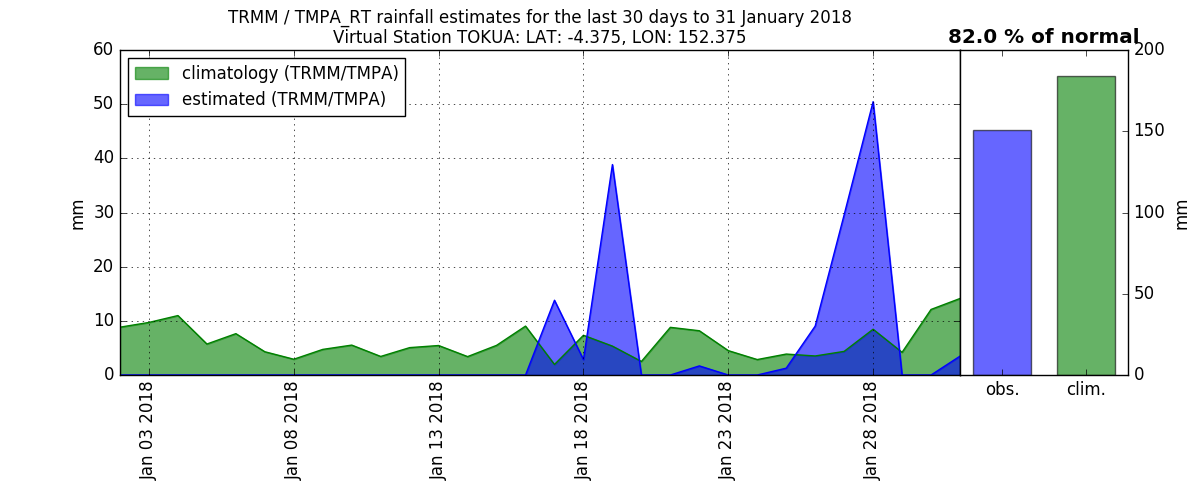 TRMM / TMPA_RT rainfall estimates for the last 30 days to 31 January 2018
Virtual Station TOKUA: LAT: -4.375, LON: 152.375
82.0 % of normal
climatology (TRMM/TMPA)
estimated (TRMM/TMPA)
60
50
40
30
20
10
0
mm
Jan 03 2018
Jan 08 2018
Jan 13 2018
Jan 18 2018
Jan 23 2018
Jan 28 2018
200
150
100
50
0
mm
obs.
clim.